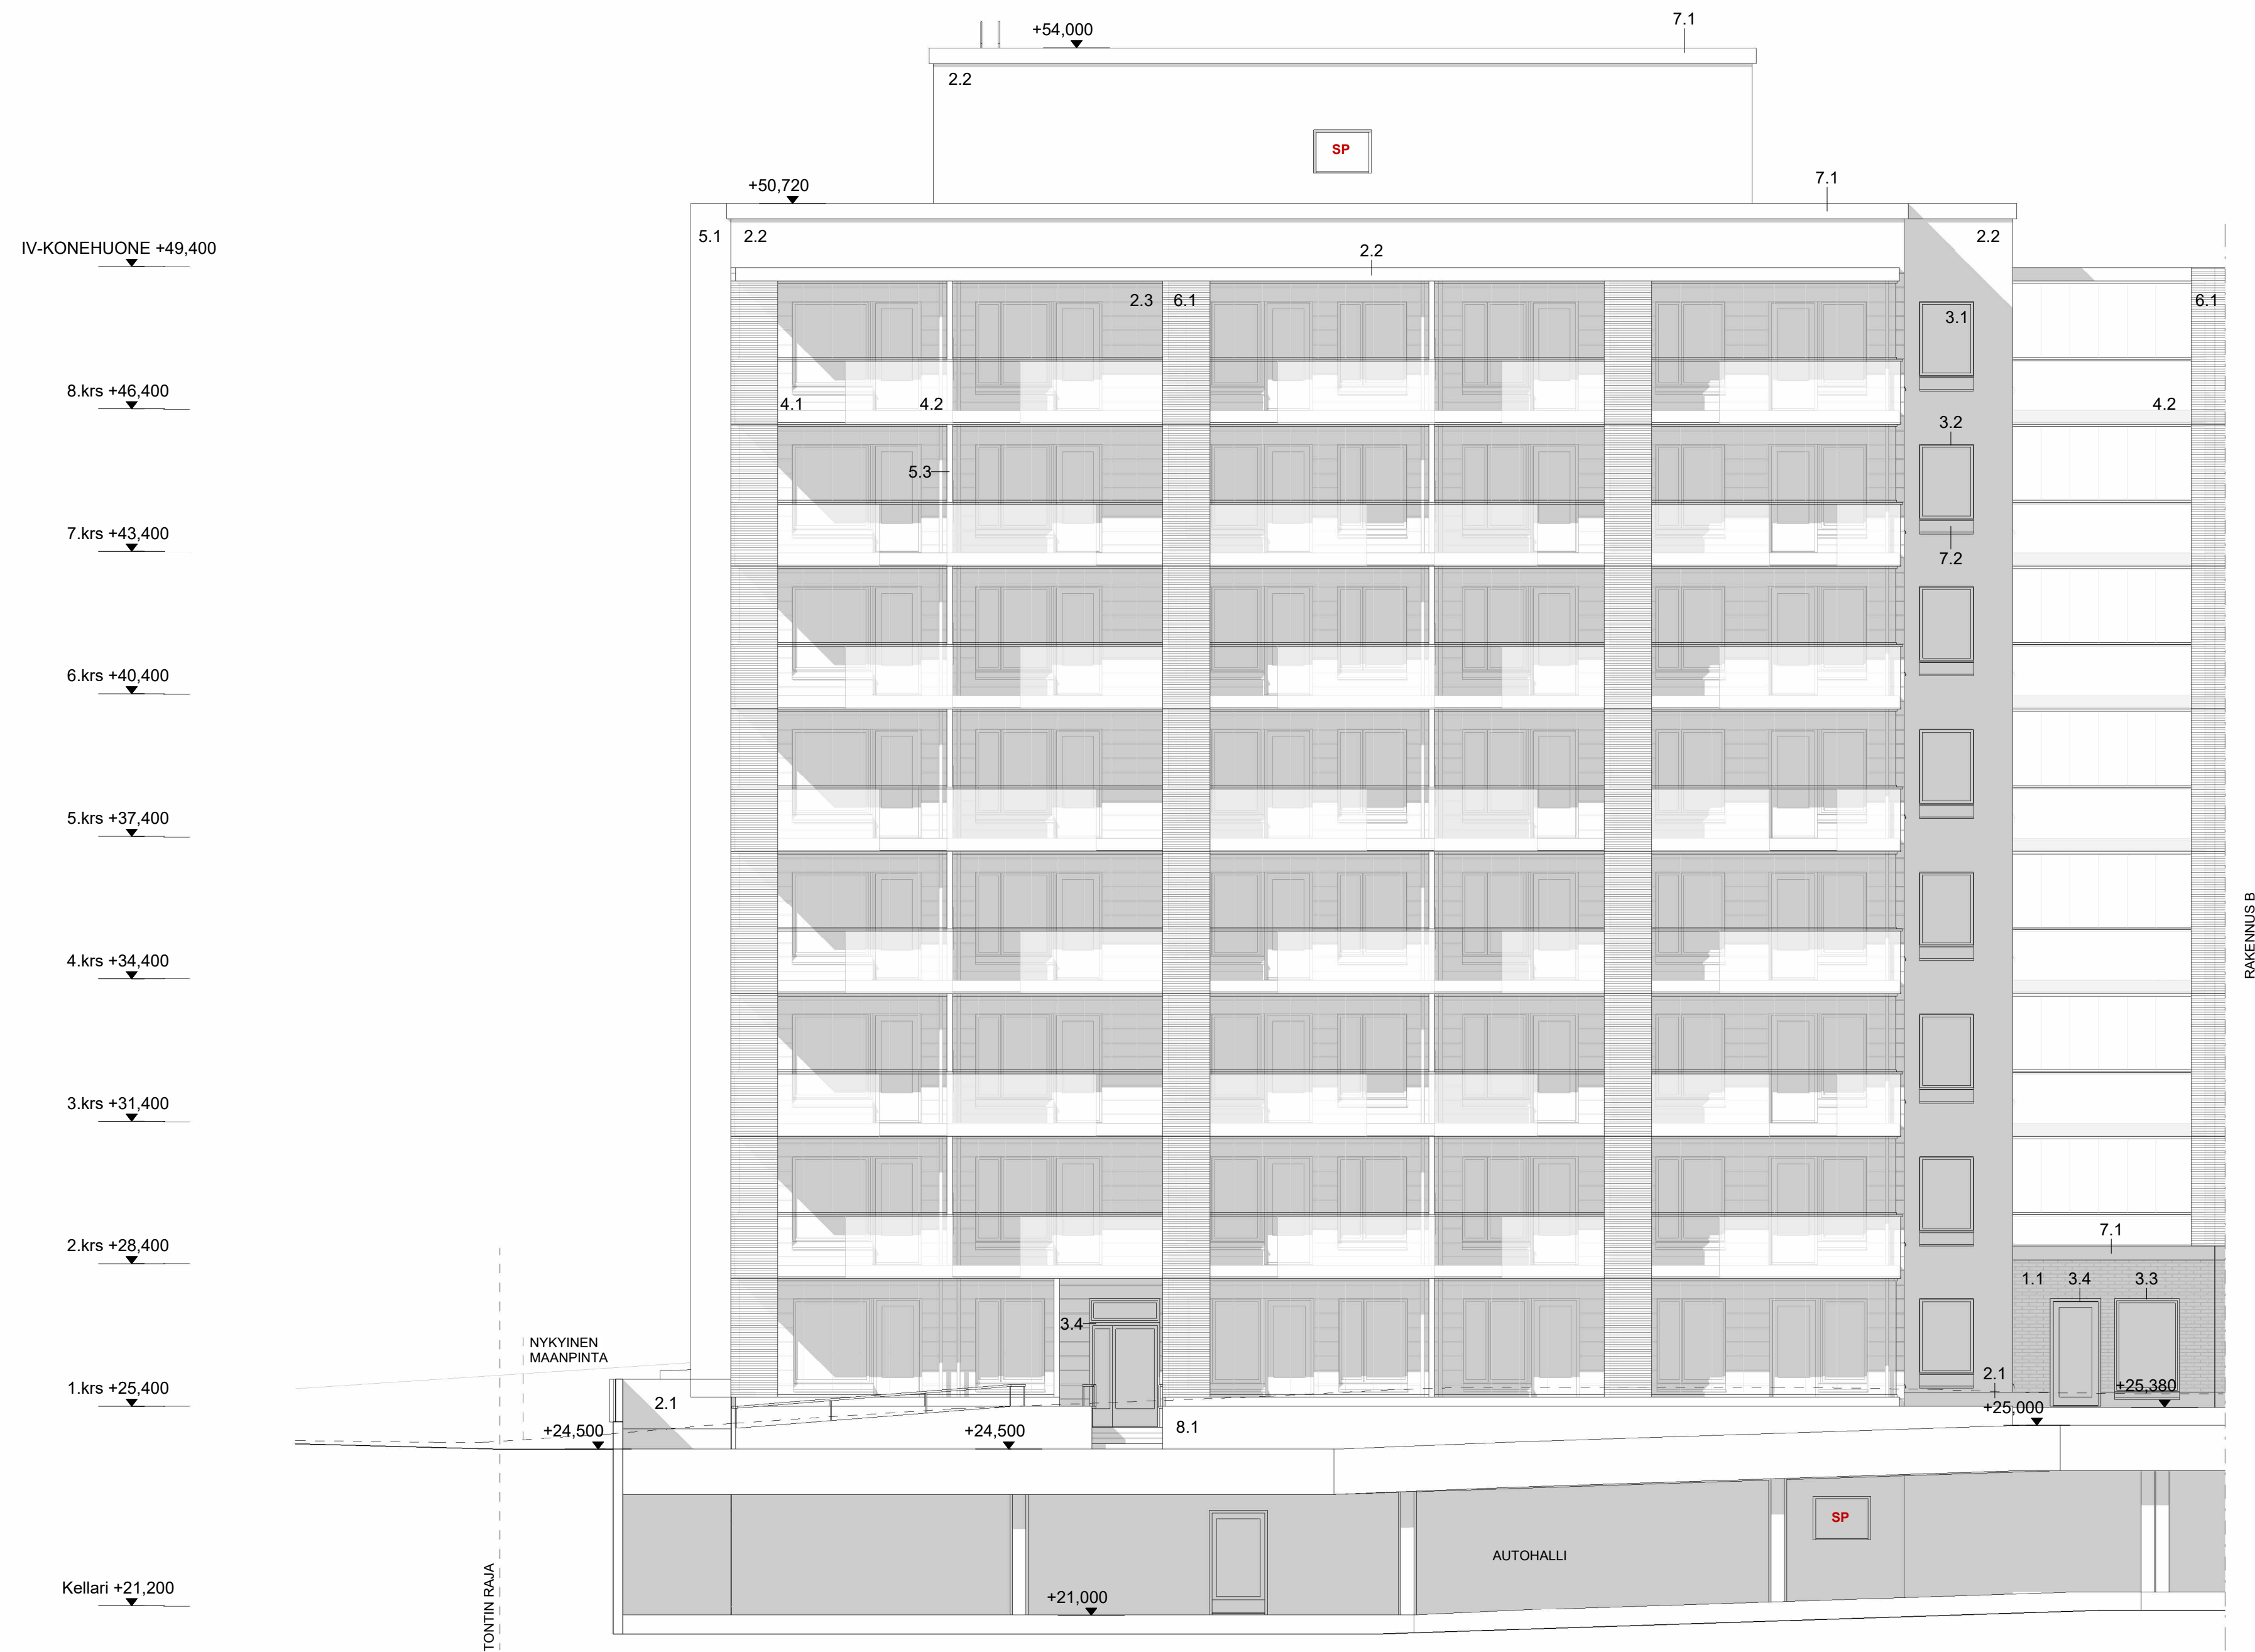 +54,000
7.1
2.2
SP
+50,720
7.1
5.1
2.2
2.2
2.2
IV-KONEHUONE +49,400
2.3
6.1
3.1
6.1
8.krs +46,400
4.1
4.2
4.2
3.2
5.3
7.krs +43,400
7.2
6.krs +40,400
5.krs +37,400
4.krs +34,400
RAKENNUS B
3.krs +31,400
2.krs +28,400
7.1
1.1
3.4
3.3
3.4
NYKYINEN
MAANPINTA
1.krs +25,400
2.1
2.1
+25,380
+25,000
+24,500
+24,500
8.1
SP
AUTOHALLI
Kellari +21,200
+21,000
TONTIN RAJA